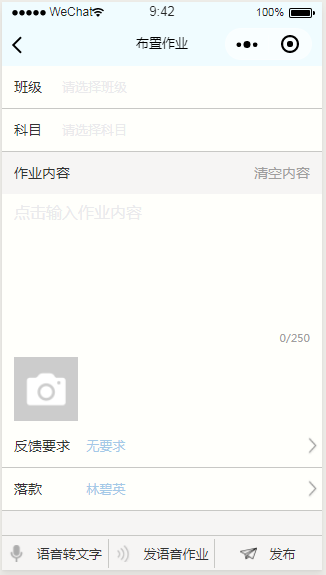 WeChat 9:42 100%
布置作业
班级 请选择班级
科目 请选择科目
作业内容 清空内容
点击输入作业内容
0/250
反馈要求 无要求
落款 林碧英
语音转文字 发语音作业 发布